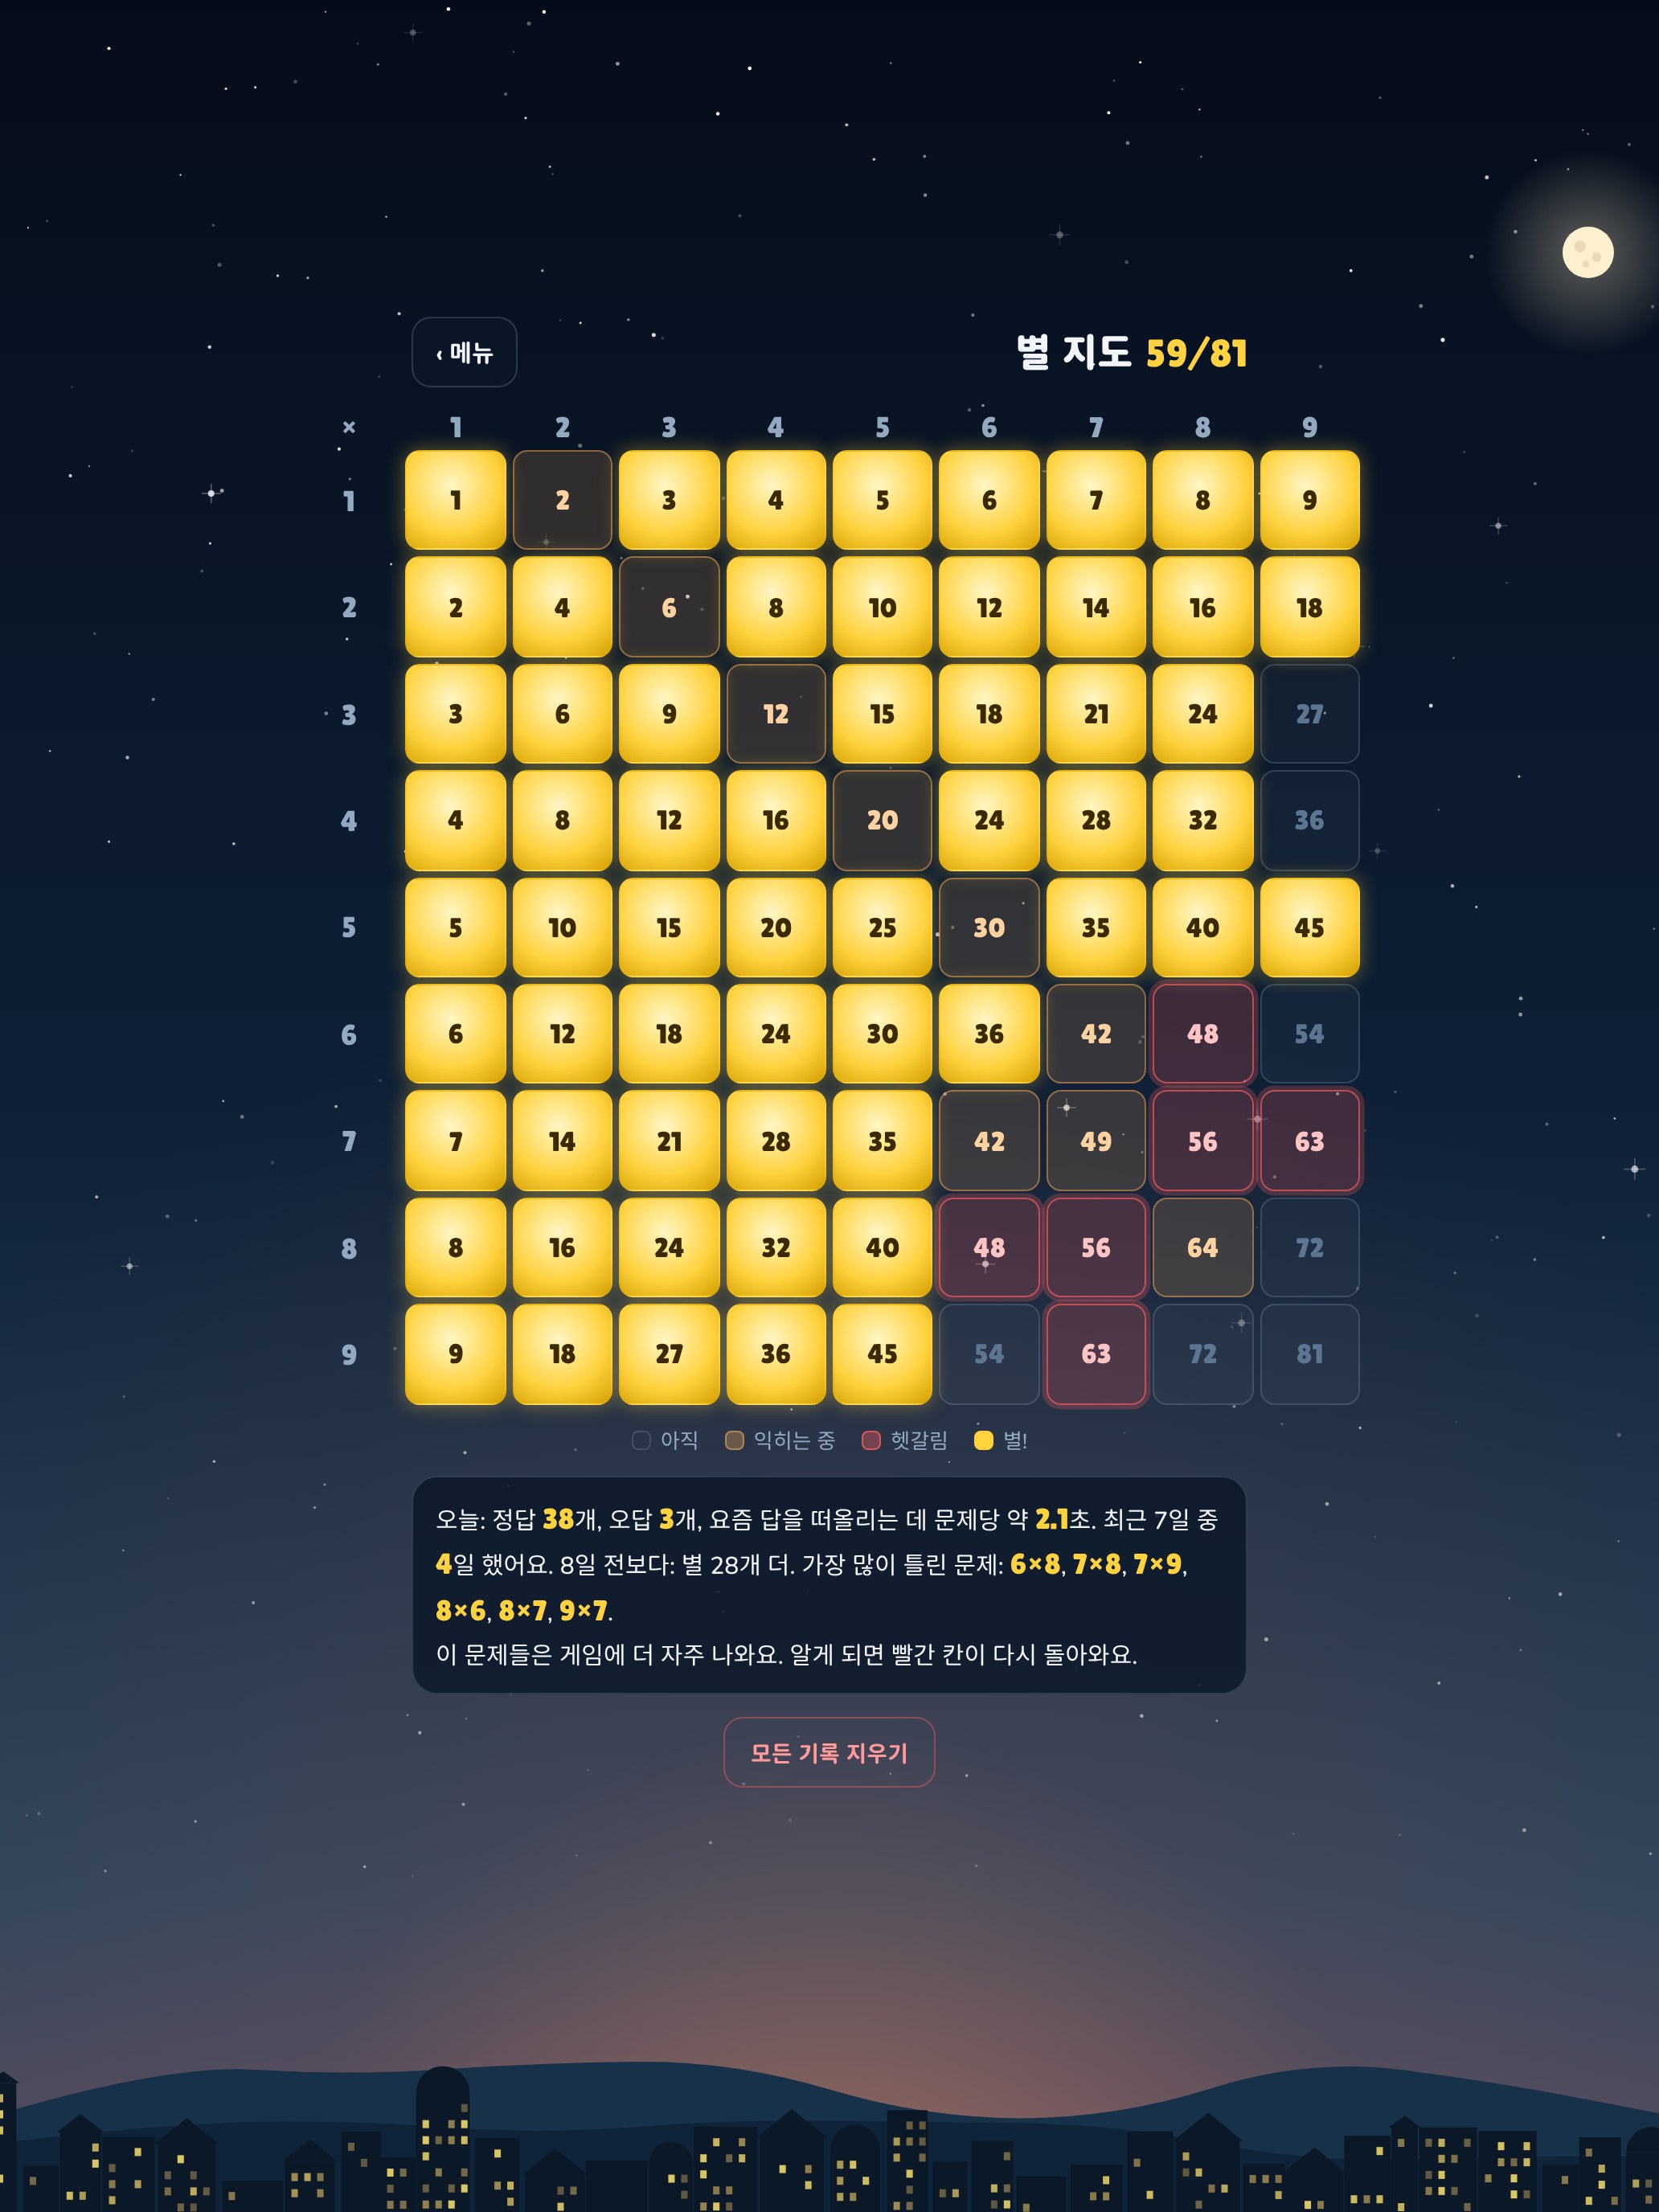 ‹ 메뉴
별 지도 59/81
× 1 2 3 4 5 6 7 8 9
1 1 2 3 4 5 6 7 8 9
2 2 4 6 8 10 12 14 16 18
3 3 6 9 12 15 18 21 24 27
4 4 8 12 16 20 24 28 32 36
5 5 10 15 20 25 30 35 40 45
6 6 12 18 24 30 36 42 48 54
7 7 14 21 28 35 42 49 56 63
8 8 16 24 32 40 48 56 64 72
9 9 18 27 36 45 54 63 72 81
아직 익히는 중 헷갈림 별!
오늘: 정답 38개, 오답 3개, 요즘 답을 떠올리는 데 문제당 약 2.1초. 최근 7일 중
4일 했어요. 8일 전보다: 별 28개 더. 가장 많이 틀린 문제: 6×8, 7×8, 7×9,
8×6, 8×7, 9×7.
이 문제들은 게임에 더 자주 나와요. 알게 되면 빨간 칸이 다시 돌아와요.
모든 기록 지우기